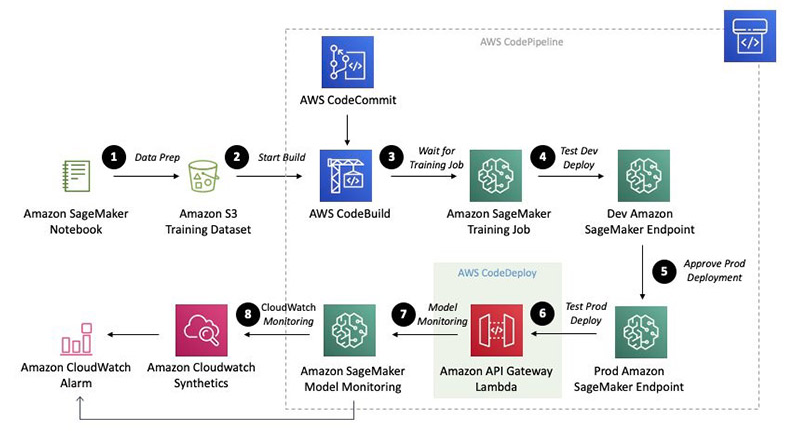 AWS CodePipeline
AWS CodeCommit
1
Data Prep
2
Start Build
3
Wait for
Training Job
4
Test Dev
Deploy
Amazon SageMaker
Notebook
Amazon S3
Training Dataset
AWS CodeBuild
Amazon SageMaker
Training Job
Dev Amazon
SageMaker Endpoint
5
Approve Prod
Deployment
AWS CodeDeploy
8
CloudWatch
Monitoring
7
Model
Monitoring
6
Test Prod
Deploy
Amazon CloudWatch
Alarm
Amazon Cloudwatch
Synthetics
Amazon SageMaker
Model Monitoring
Amazon API Gateway
Lambda
Prod Amazon
SageMaker Endpoint